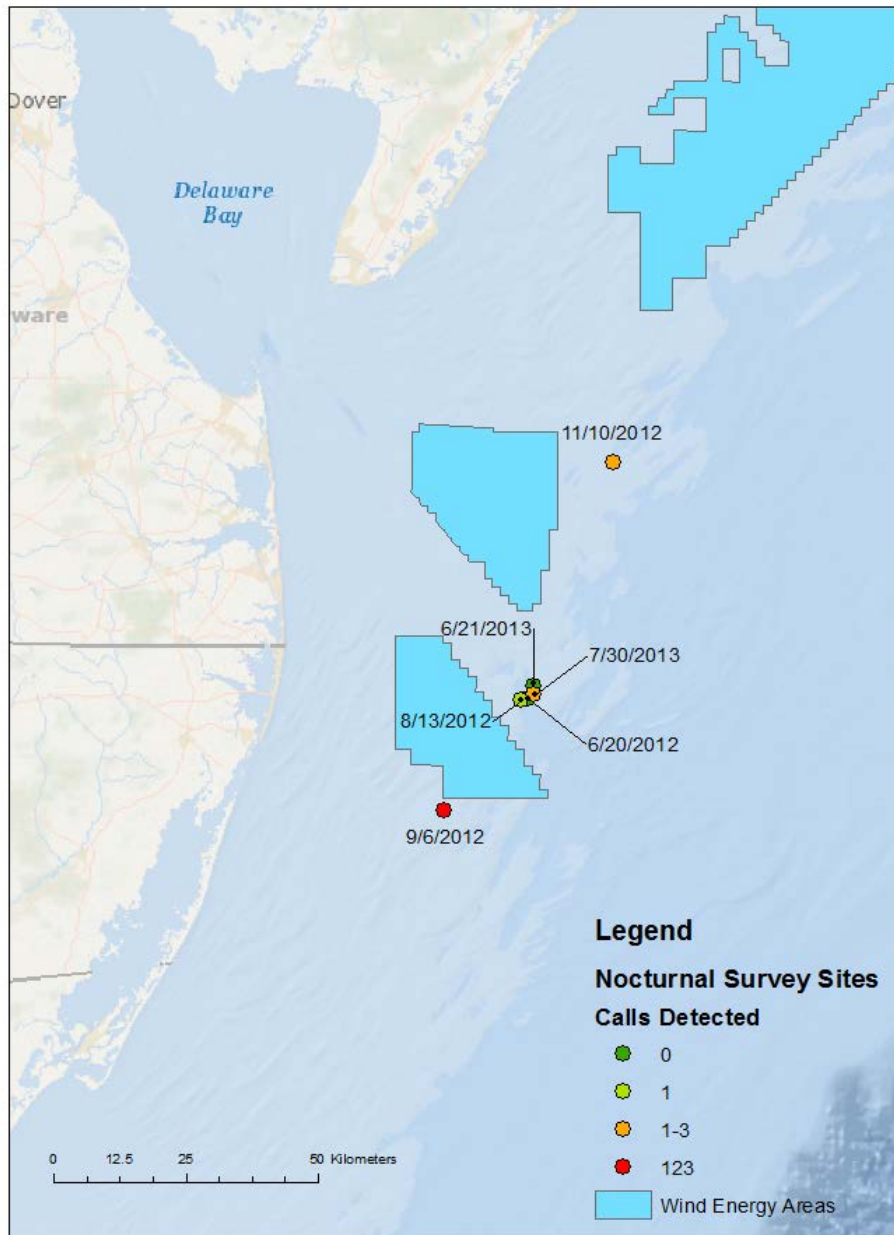 Dover
Delaware
Bay
ware
11/10/2012
6/21/2013
7/30/2013
8/13/2012
6/20/2012
9/6/2012
Legend
Nocturnal Survey Sites
Calls Detected
0
1
1-3
123
Wind Energy Areas
0 12.5 25 50 Kilometers